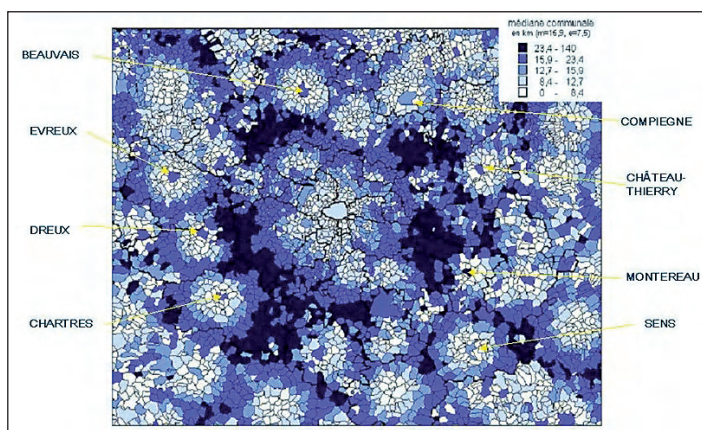 médiane communale
en km (m=16,9, e=7,5)
23,4 - 140
15,9 - 23,4
12,7 - 15,9
8,4 - 12,7
0 - 8,4
BEAUVAIS
COMPIEGNE
EVREUX
CHÂTEAU-
THIERRY
DREUX
MONTEREAU
CHARTRES
SENS